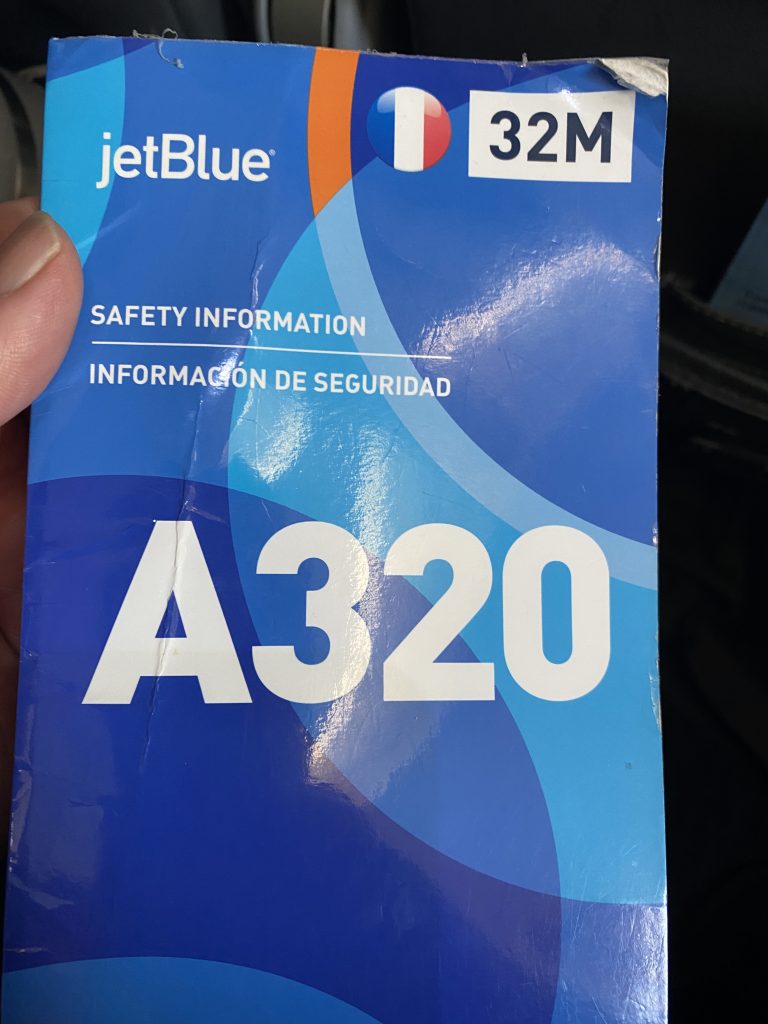 jetBlue®
32M
SAFETY INFORMATION
INFORMACIÓN DE SEGURIDAD
A320